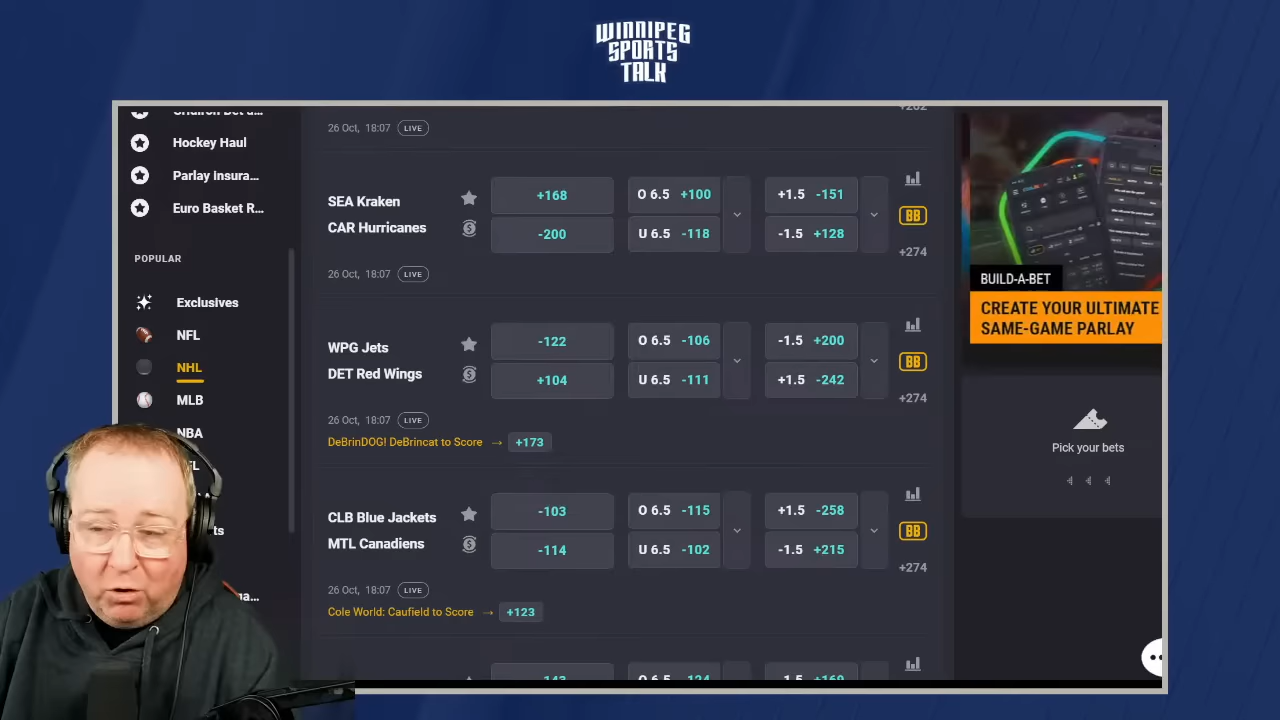 WINNIPEG
SPORTS
TALK
Hockey Haul
Parlay Insura...
Euro Basket R...
POPULAR
Exclusives
NFL
NHL
MLB
NBA
26 Oct, 18:07 LIVE
SEA Kraken +168 O 6.5 +100 +1.5 -151
CAR Hurricanes -200 U 6.5 -118 -1.5 +128
BB
+274
26 Oct, 18:07 LIVE
WPG Jets -122 O 6.5 -106 -1.5 +200
DET Red Wings +104 U 6.5 -111 +1.5 -242
BB
+274
26 Oct, 18:07 LIVE
DeBrinDOG! DeBrincat to Score → +173
CLB Blue Jackets -103 O 6.5 -115 +1.5 -258
MTL Canadiens -114 U 6.5 -102 -1.5 +215
BB
+274
26 Oct, 18:07 LIVE
Cole World: Caufield to Score → +123
BUILD-A-BET
CREATE YOUR ULTIMATE
SAME-GAME PARLAY
Pick your bets